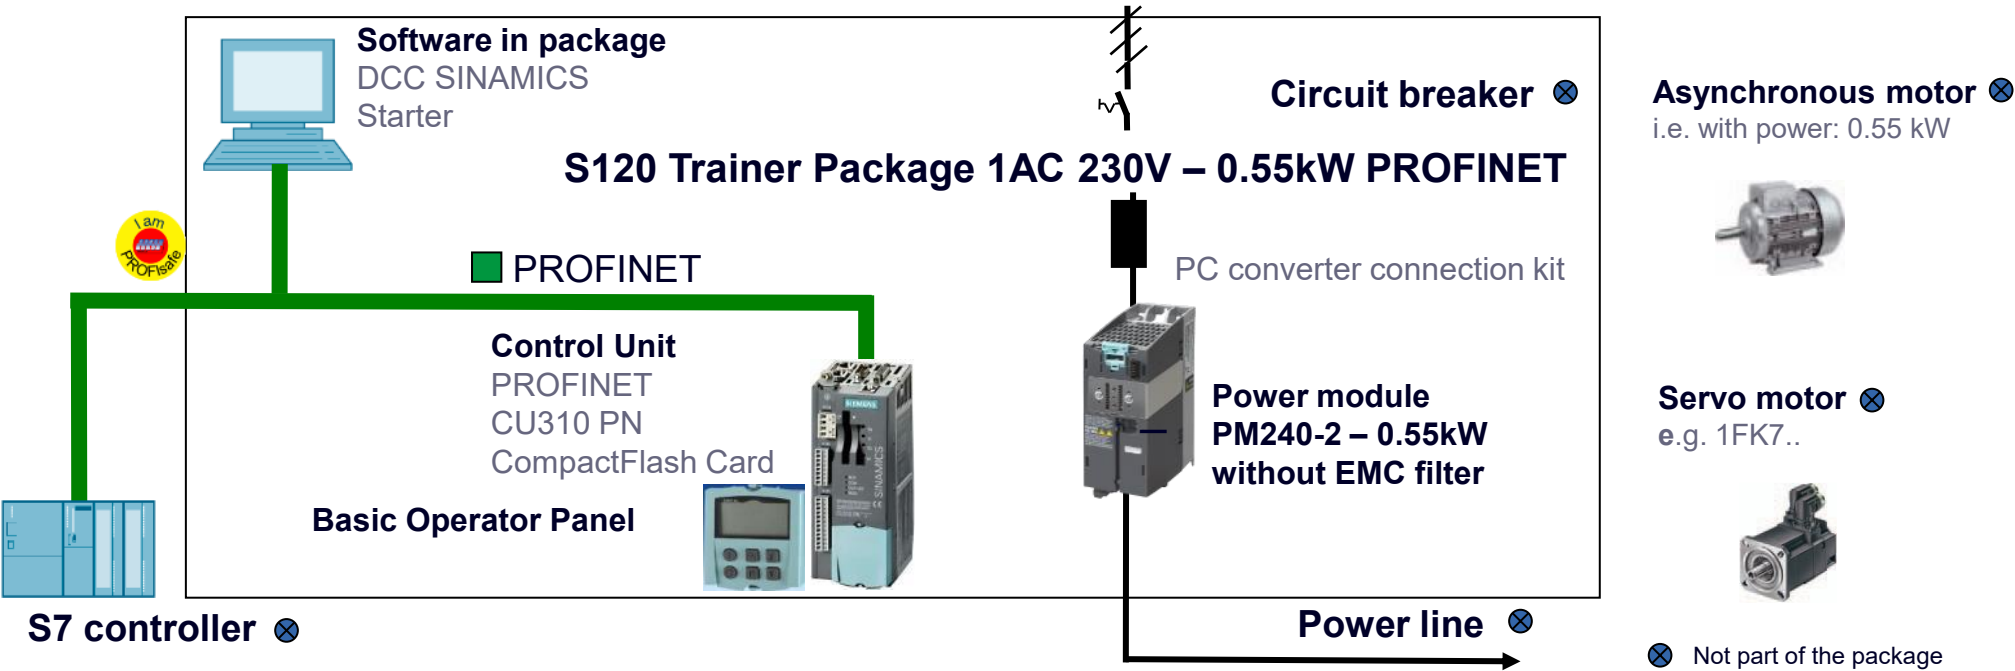 Software in package
DCC SINAMICS
Starter
Circuit breaker
Asynchronous motor
i.e. with power: 0.55 kW
S120 Trainer Package 1AC 230V – 0.55kW PROFINET
I am
PROFIsafe
PROFINET
PC converter connection kit
Control Unit
PROFINET
CU310 PN
CompactFlash Card
SIEMENS
SINAMICS
Power module
PM240-2 – 0.55kW
without EMC filter
Servo motor
e.g. 1FK7..
Basic Operator Panel
S7 controller
Power line
Not part of the package